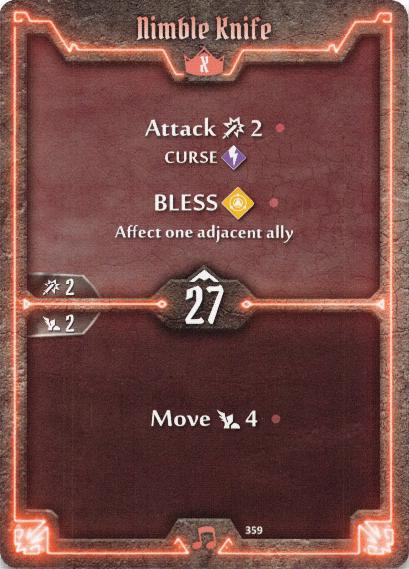 Nimble Knife
X
Attack 2
CURSE
BLESS
Affect one adjacent ally
2
27
2
Move 4
359